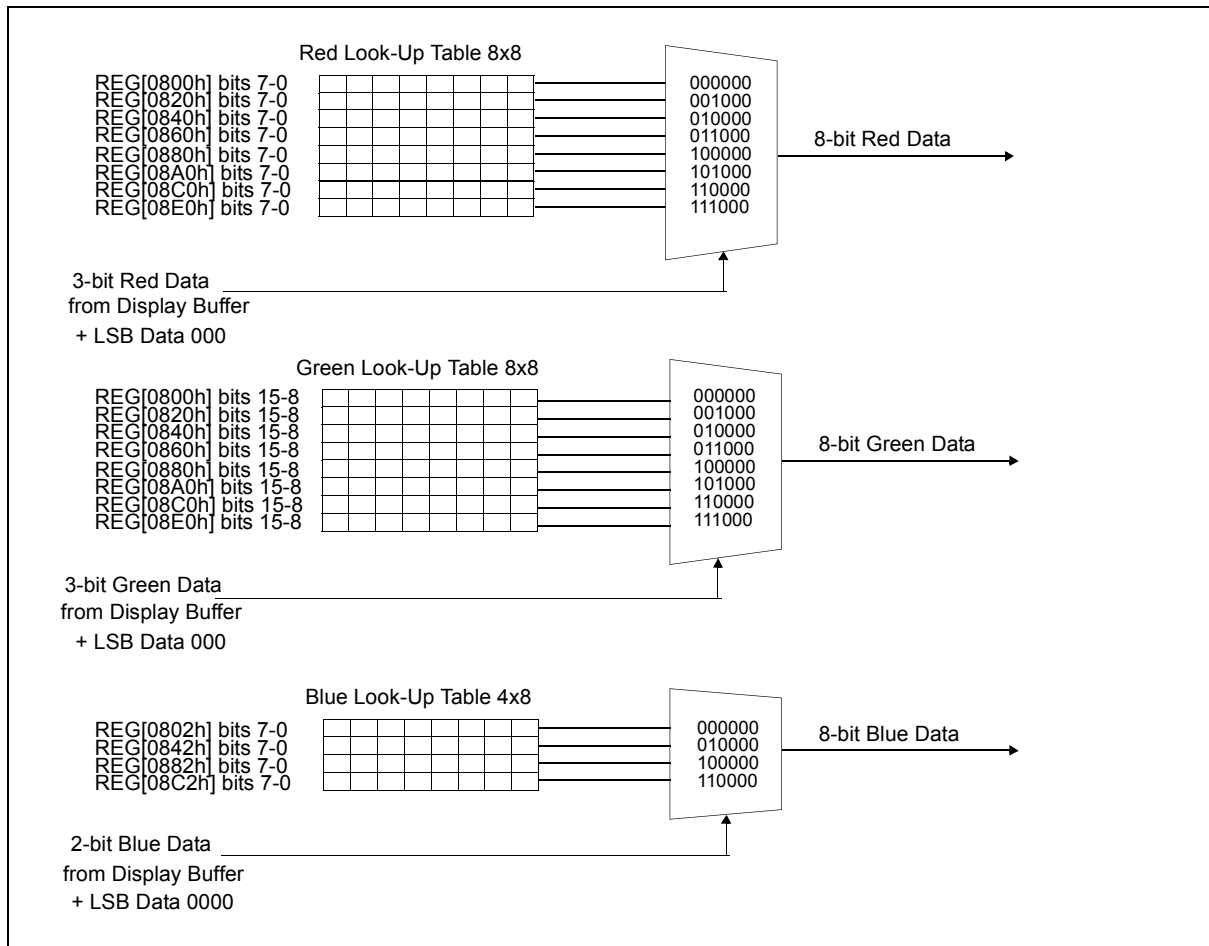 Red Look-Up Table 8x8
REG[0800h] bits 7-0
REG[0820h] bits 7-0
REG[0840h] bits 7-0
REG[0860h] bits 7-0
REG[0880h] bits 7-0
REG[08A0h] bits 7-0
REG[08C0h] bits 7-0
REG[08E0h] bits 7-0
000000
001000
010000
011000
100000
101000
110000
111000
8-bit Red Data
3-bit Red Data
from Display Buffer
+ LSB Data 000
Green Look-Up Table 8x8
REG[0800h] bits 15-8
REG[0820h] bits 15-8
REG[0840h] bits 15-8
REG[0860h] bits 15-8
REG[0880h] bits 15-8
REG[08A0h] bits 15-8
REG[08C0h] bits 15-8
REG[08E0h] bits 15-8
000000
001000
010000
011000
100000
101000
110000
111000
8-bit Green Data
3-bit Green Data
from Display Buffer
+ LSB Data 000
Blue Look-Up Table 4x8
REG[0802h] bits 7-0
REG[0842h] bits 7-0
REG[0882h] bits 7-0
REG[08C2h] bits 7-0
000000
010000
100000
110000
8-bit Blue Data
2-bit Blue Data
from Display Buffer
+ LSB Data 0000